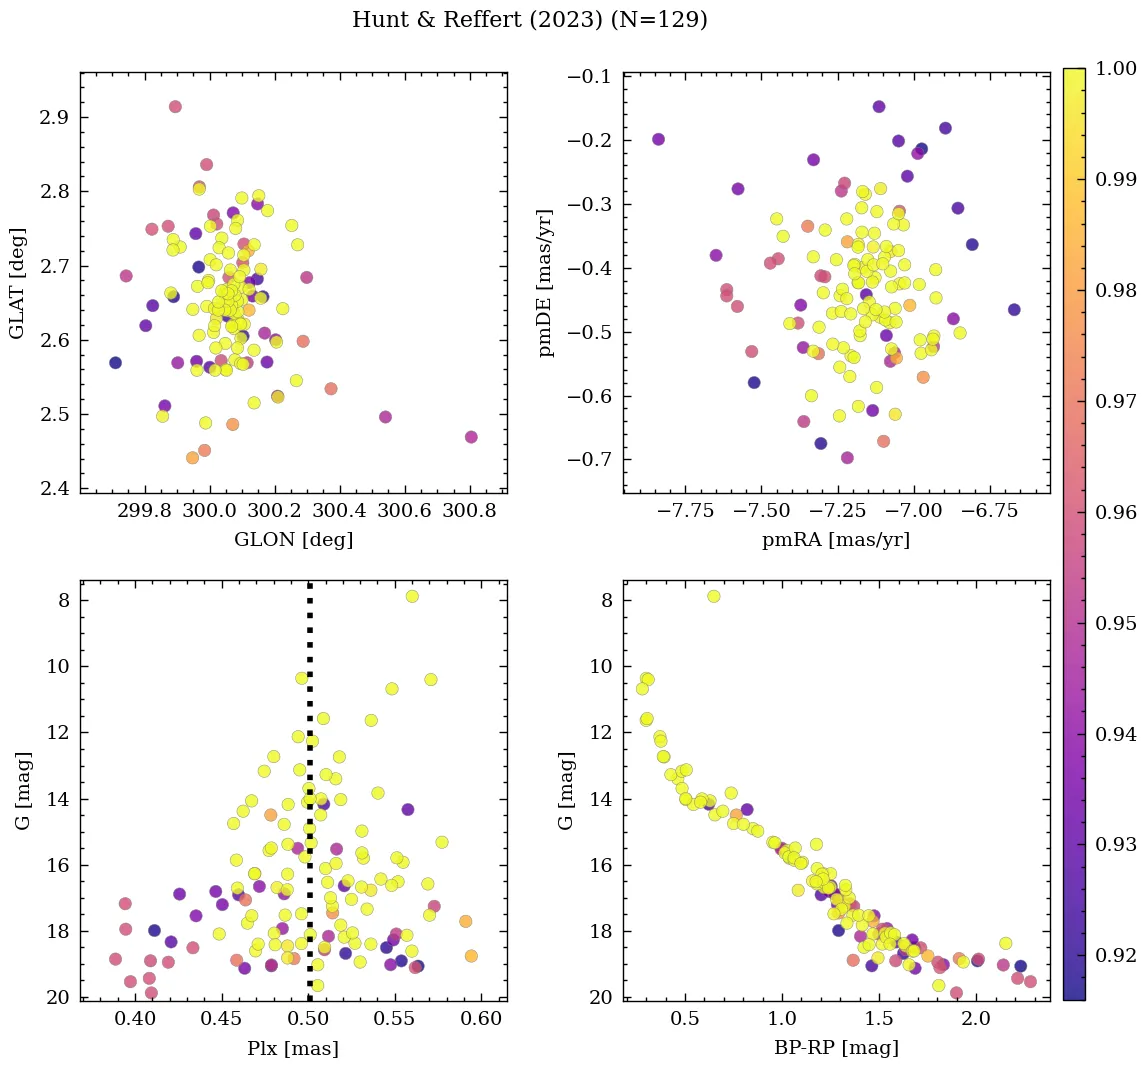 Hunt & Reffert (2023) (N=129)
2.9
2.8
2.7
2.6
2.5
2.4
GLAT [deg]
299.8 300.0 300.2 300.4 300.6 300.8
GLON [deg]
−0.1
−0.2
−0.3
−0.4
−0.5
−0.6
−0.7
pmDE [mas/yr]
−7.75 −7.50 −7.25 −7.00 −6.75
pmRA [mas/yr]
8
10
12
14
16
18
20
G [mag]
0.40 0.45 0.50 0.55 0.60
Plx [mas]
8
10
12
14
16
18
20
G [mag]
0.5 1.0 1.5 2.0
BP-RP [mag]
1.00
0.99
0.98
0.97
0.96
0.95
0.94
0.93
0.92